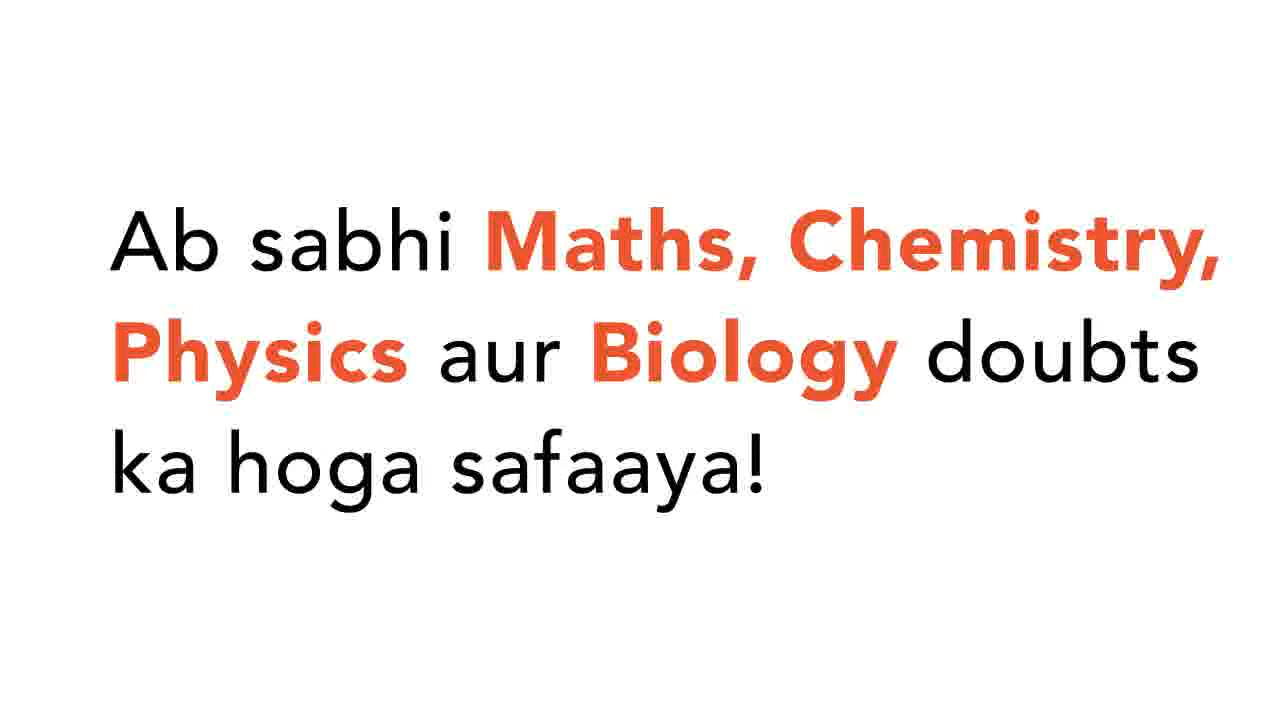 Ab sabhi Maths, Chemistry,
Physics aur Biology doubts
ka hoga safaaya!